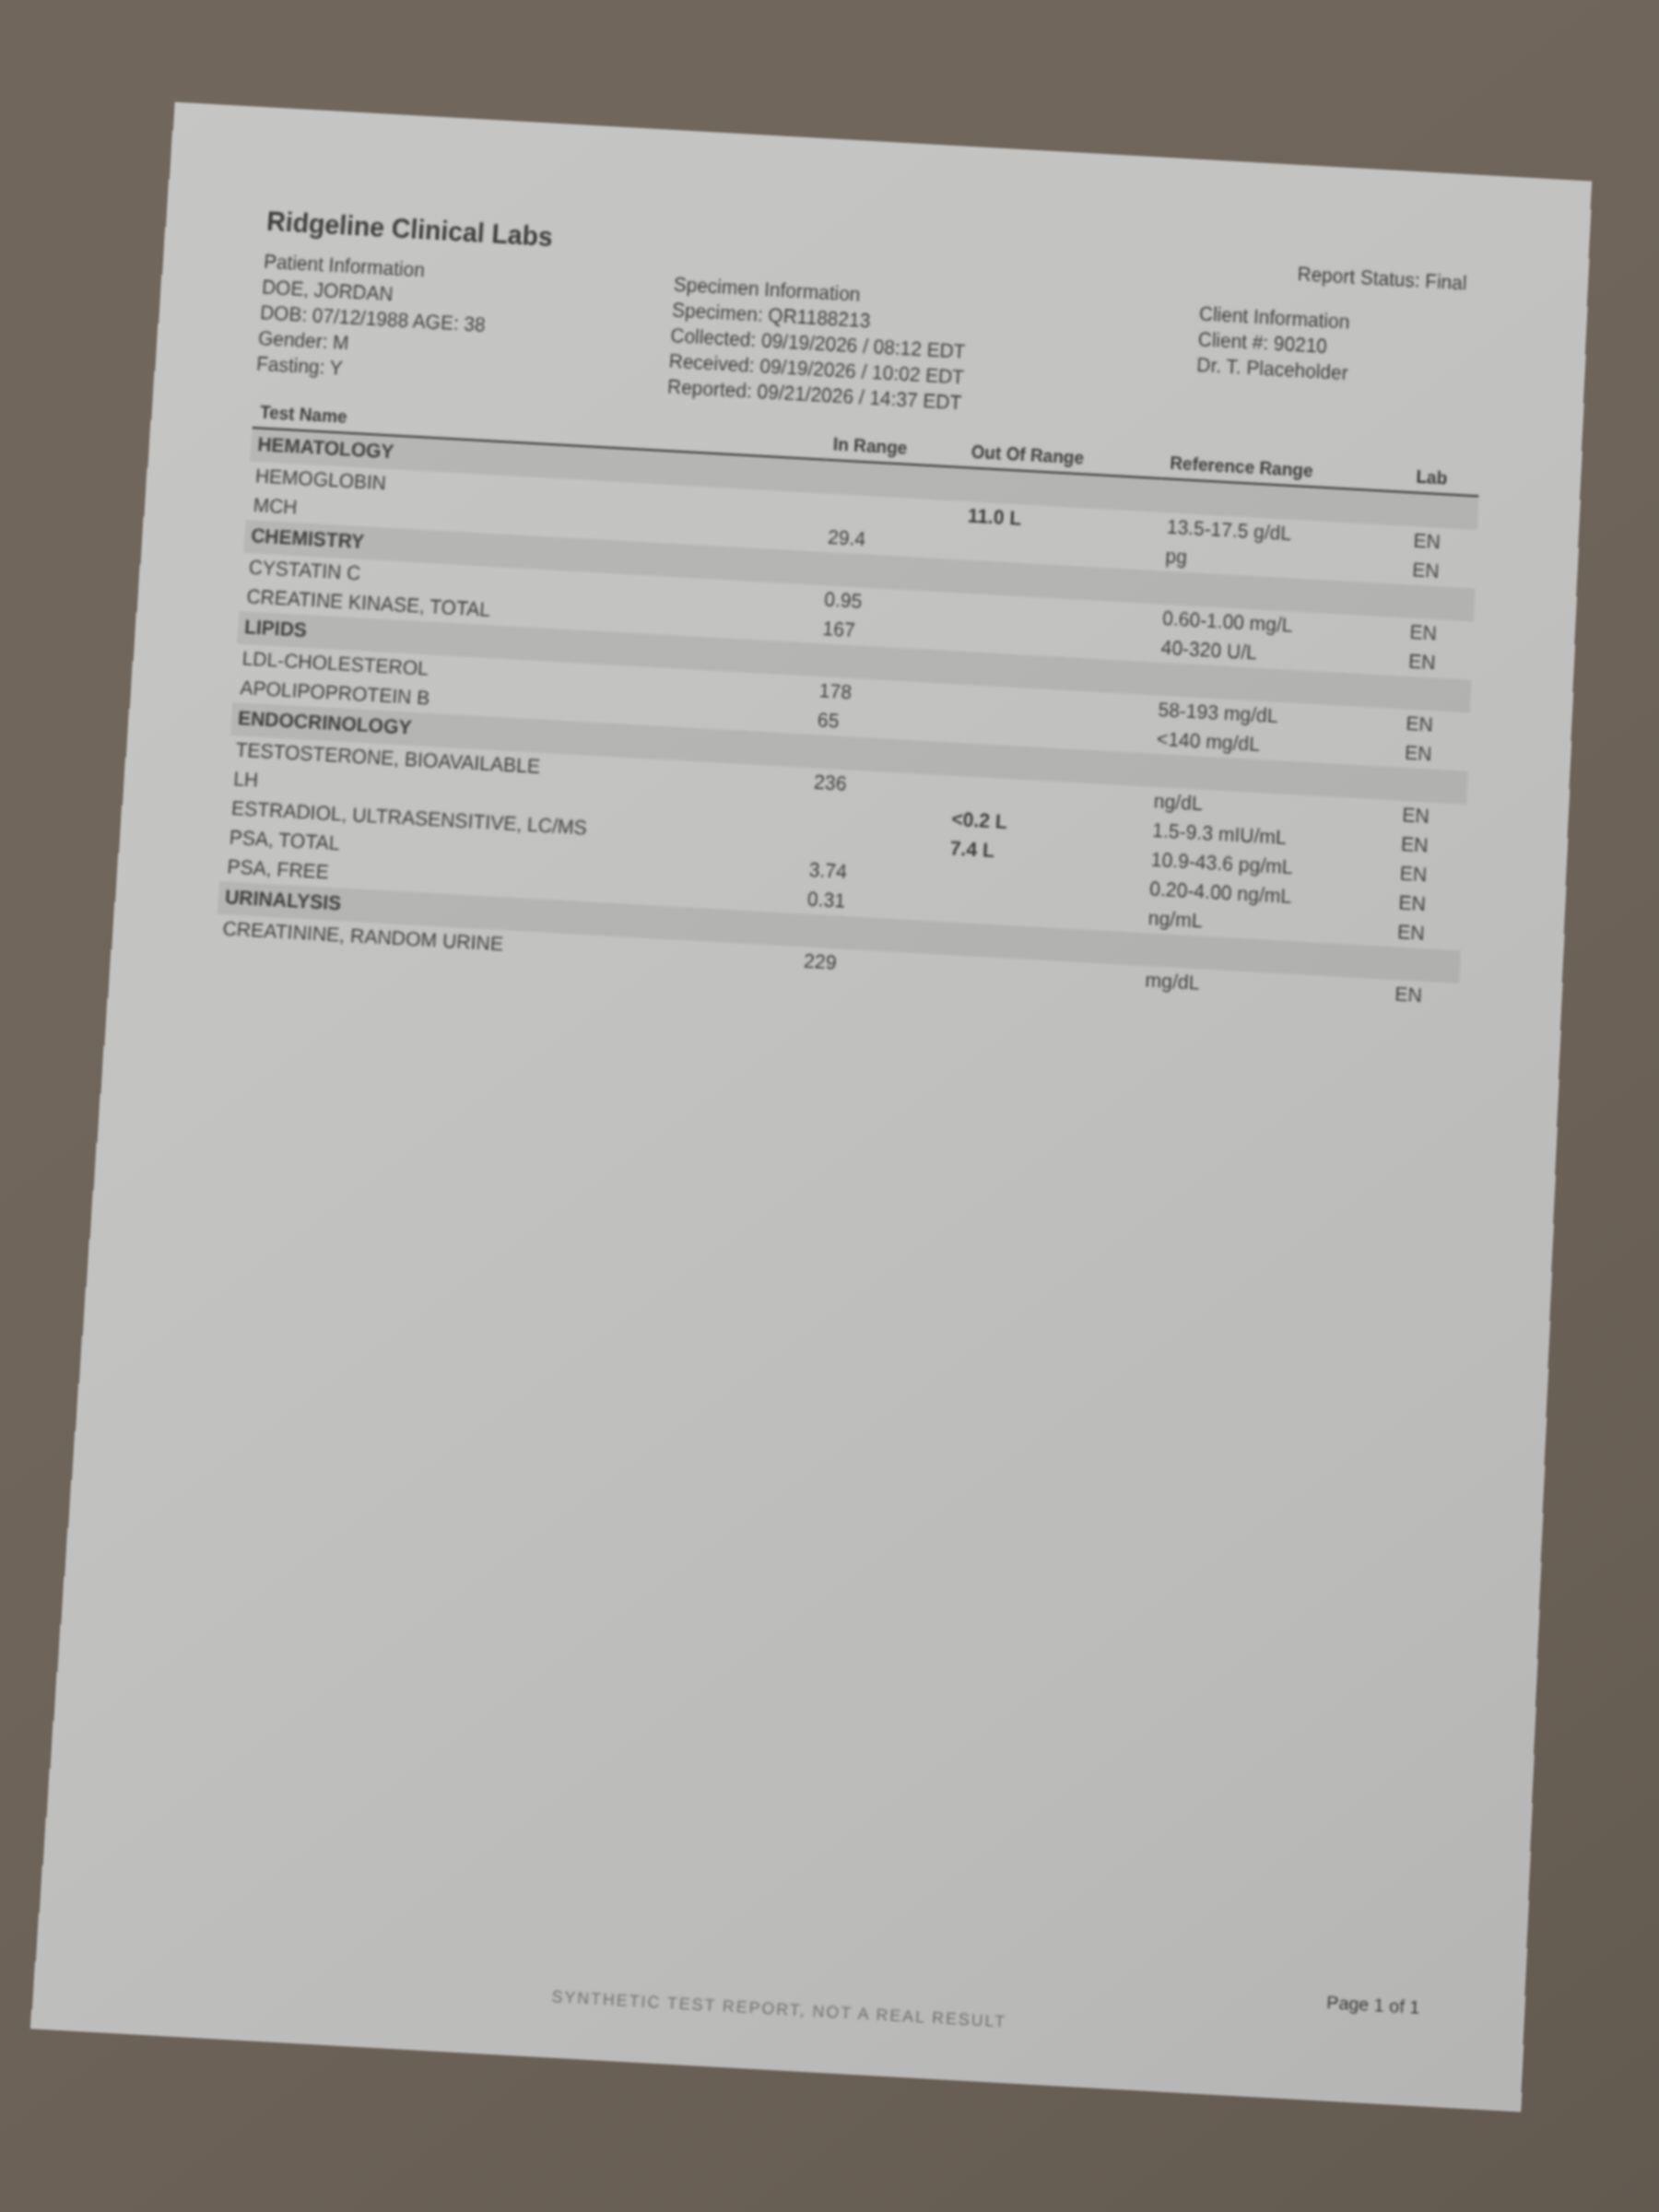 Ridgeline Clinical Labs
Report Status: Final
Patient Information
DOE, JORDAN
DOB: 07/12/1988 AGE: 38
Gender: M
Fasting: Y
Specimen Information
Specimen: QR1188213
Collected: 09/19/2026 / 08:12 EDT
Received: 09/19/2026 / 10:02 EDT
Reported: 09/21/2026 / 14:37 EDT
Client Information
Client #: 90210
Dr. T. Placeholder
Test Name In Range Out Of Range Reference Range Lab
HEMATOLOGY
HEMOGLOBIN 11.0 L 13.5-17.5 g/dL EN
MCH 29.4 pg EN
CHEMISTRY
CYSTATIN C 0.95 0.60-1.00 mg/L EN
CREATINE KINASE, TOTAL 167 40-320 U/L EN
LIPIDS
LDL-CHOLESTEROL 178 58-193 mg/dL EN
APOLIPOPROTEIN B 65 <140 mg/dL EN
ENDOCRINOLOGY
TESTOSTERONE, BIOAVAILABLE 236 ng/dL EN
LH <0.2 L 1.5-9.3 mIU/mL EN
ESTRADIOL, ULTRASENSITIVE, LC/MS 7.4 L 10.9-43.6 pg/mL EN
PSA, TOTAL 3.74 0.20-4.00 ng/mL EN
PSA, FREE 0.31 ng/mL EN
URINALYSIS
CREATININE, RANDOM URINE 229 mg/dL EN
SYNTHETIC TEST REPORT, NOT A REAL RESULT
Page 1 of 1